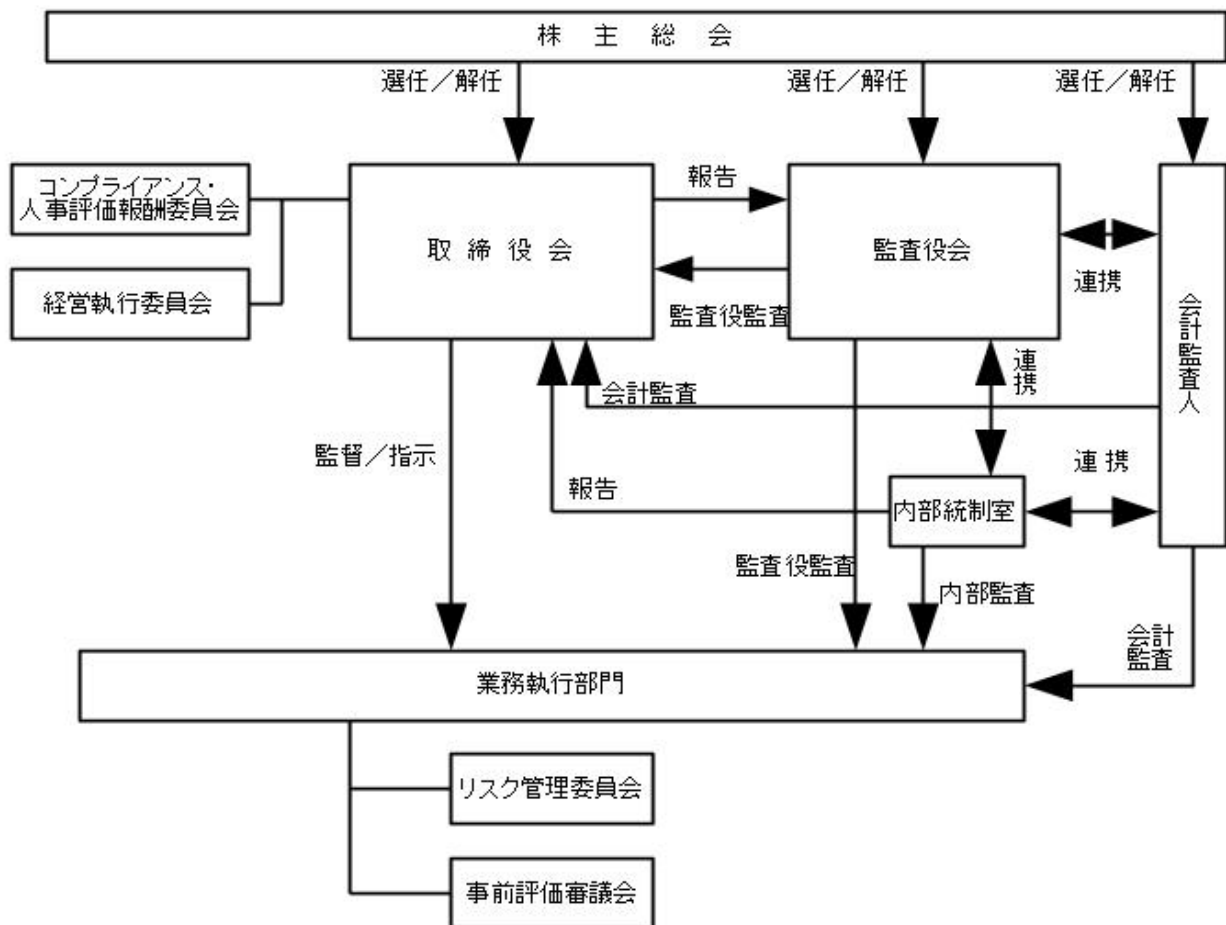 株主総会
選任／解任
選任／解任
選任／解任
コンプライアンス・
人事評価報酬委員会
経営執行委員会
取締役会
報告
監査役監査
監査役会
連携
会計監査人
連携
会計監査
監督／指示
報告
内部統制室
連携
監査役監査
内部監査
会計
監査
業務執行部門
リスク管理委員会
事前評価審議会